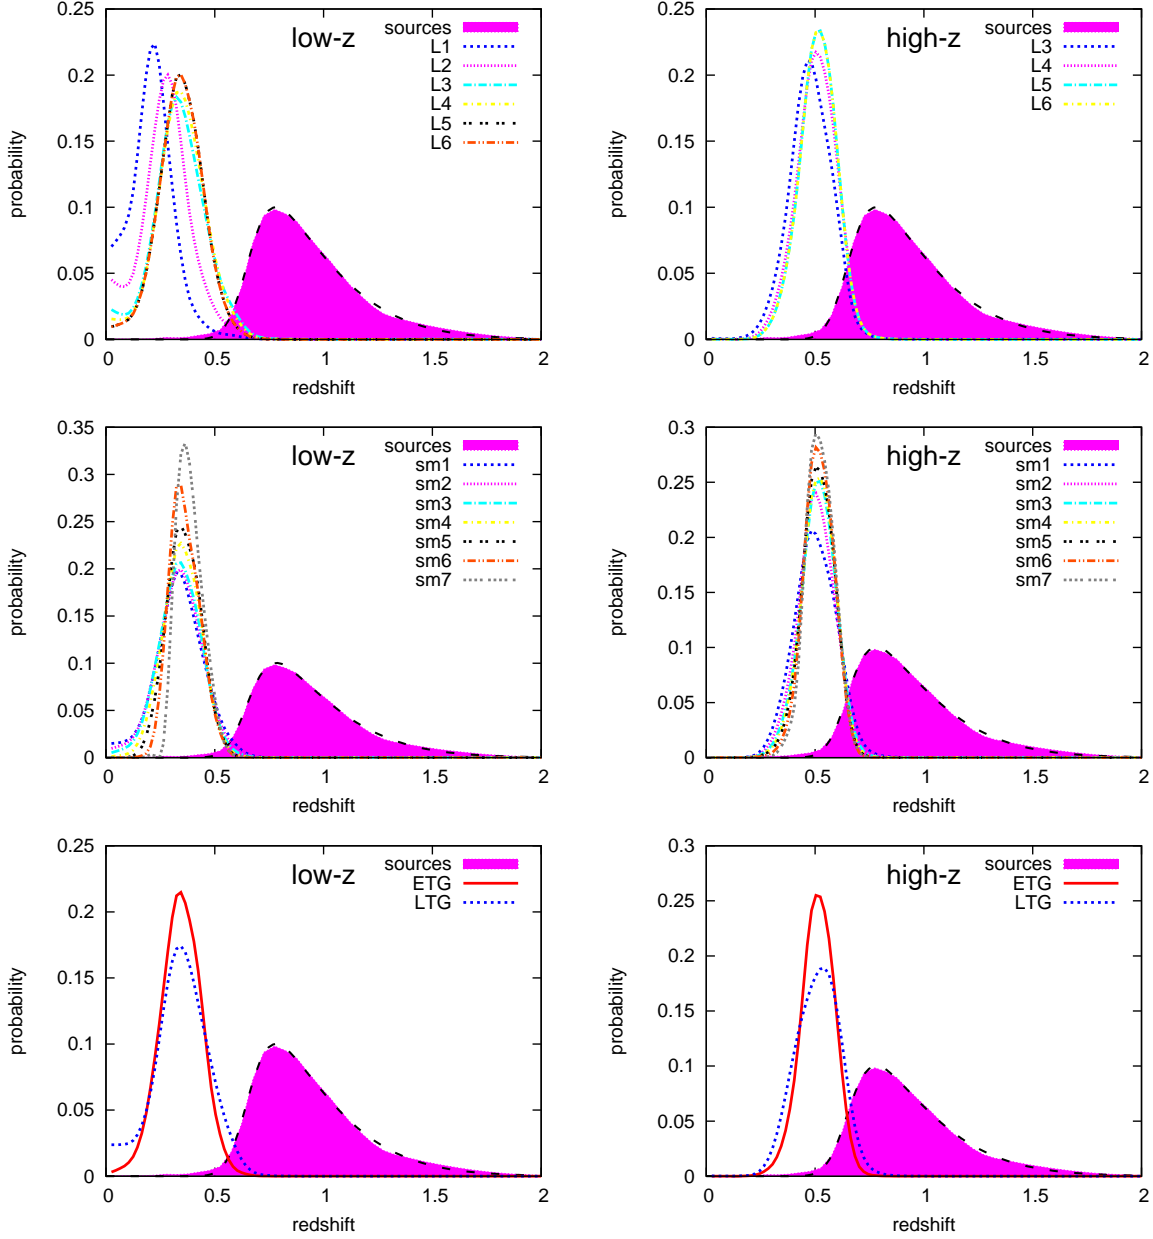 0.25
0.2
0.15
0.1
0.05
0
0 0.5 1 1.5 2
probability
redshift
low-z
sources
L1
L2
L3
L4
L5
L6
0.25
0.2
0.15
0.1
0.05
0
0 0.5 1 1.5 2
probability
redshift
high-z
sources
L3
L4
L5
L6
0.35
0.3
0.25
0.2
0.15
0.1
0.05
0
0 0.5 1 1.5 2
probability
redshift
low-z
sources
sm1
sm2
sm3
sm4
sm5
sm6
sm7
0.3
0.25
0.2
0.15
0.1
0.05
0
0 0.5 1 1.5 2
probability
redshift
high-z
sources
sm1
sm2
sm3
sm4
sm5
sm6
sm7
0.25
0.2
0.15
0.1
0.05
0
0 0.5 1 1.5 2
probability
redshift
low-z
sources
ETG
LTG
0.3
0.25
0.2
0.15
0.1
0.05
0
0 0.5 1 1.5 2
probability
redshift
high-z
sources
ETG
LTG